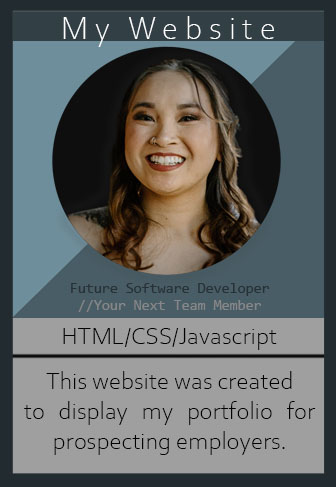 My Website
Future Software Developer
//Your Next Team Member
HTML/CSS/Javascript
This website was created
to display my portfolio for
prospecting employers.